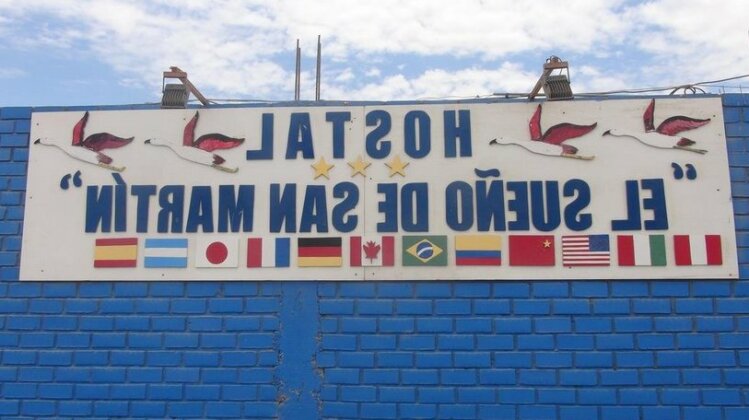 HOSTAL
"EL SUEÑO DE SAN MARTÍN"